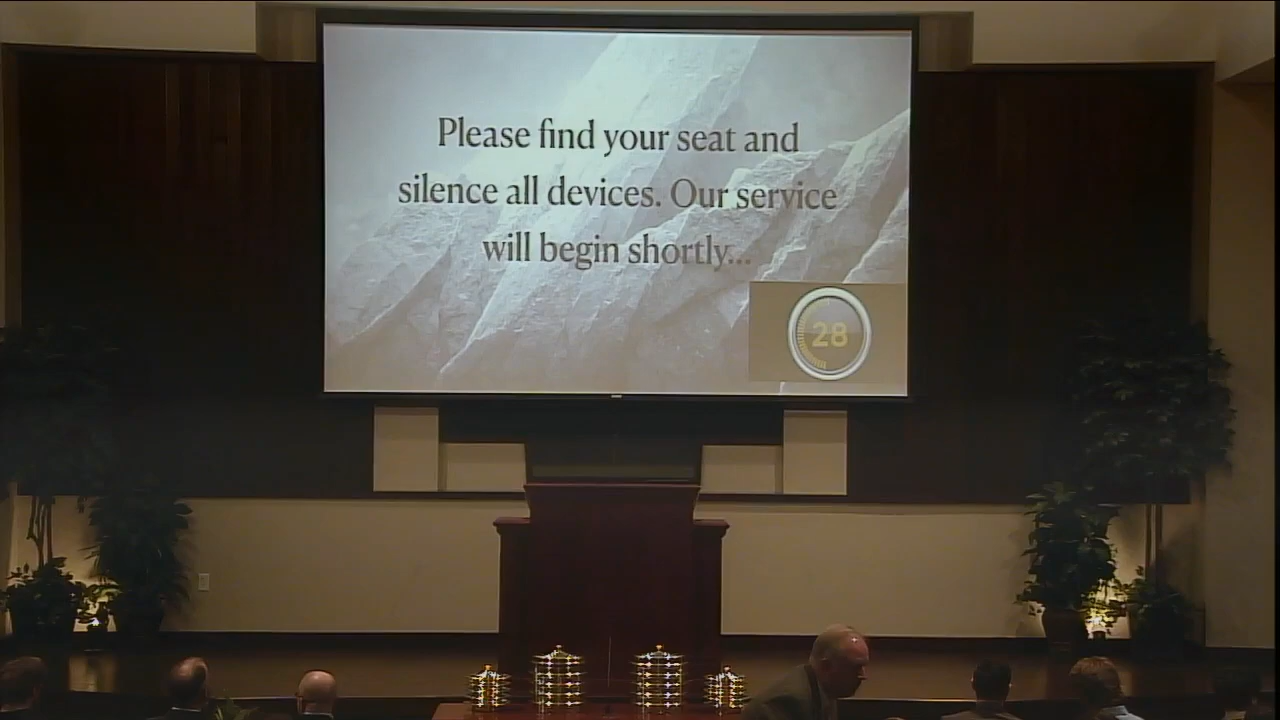 Please find your seat and
silence all devices. Our service
will begin shortly...
28